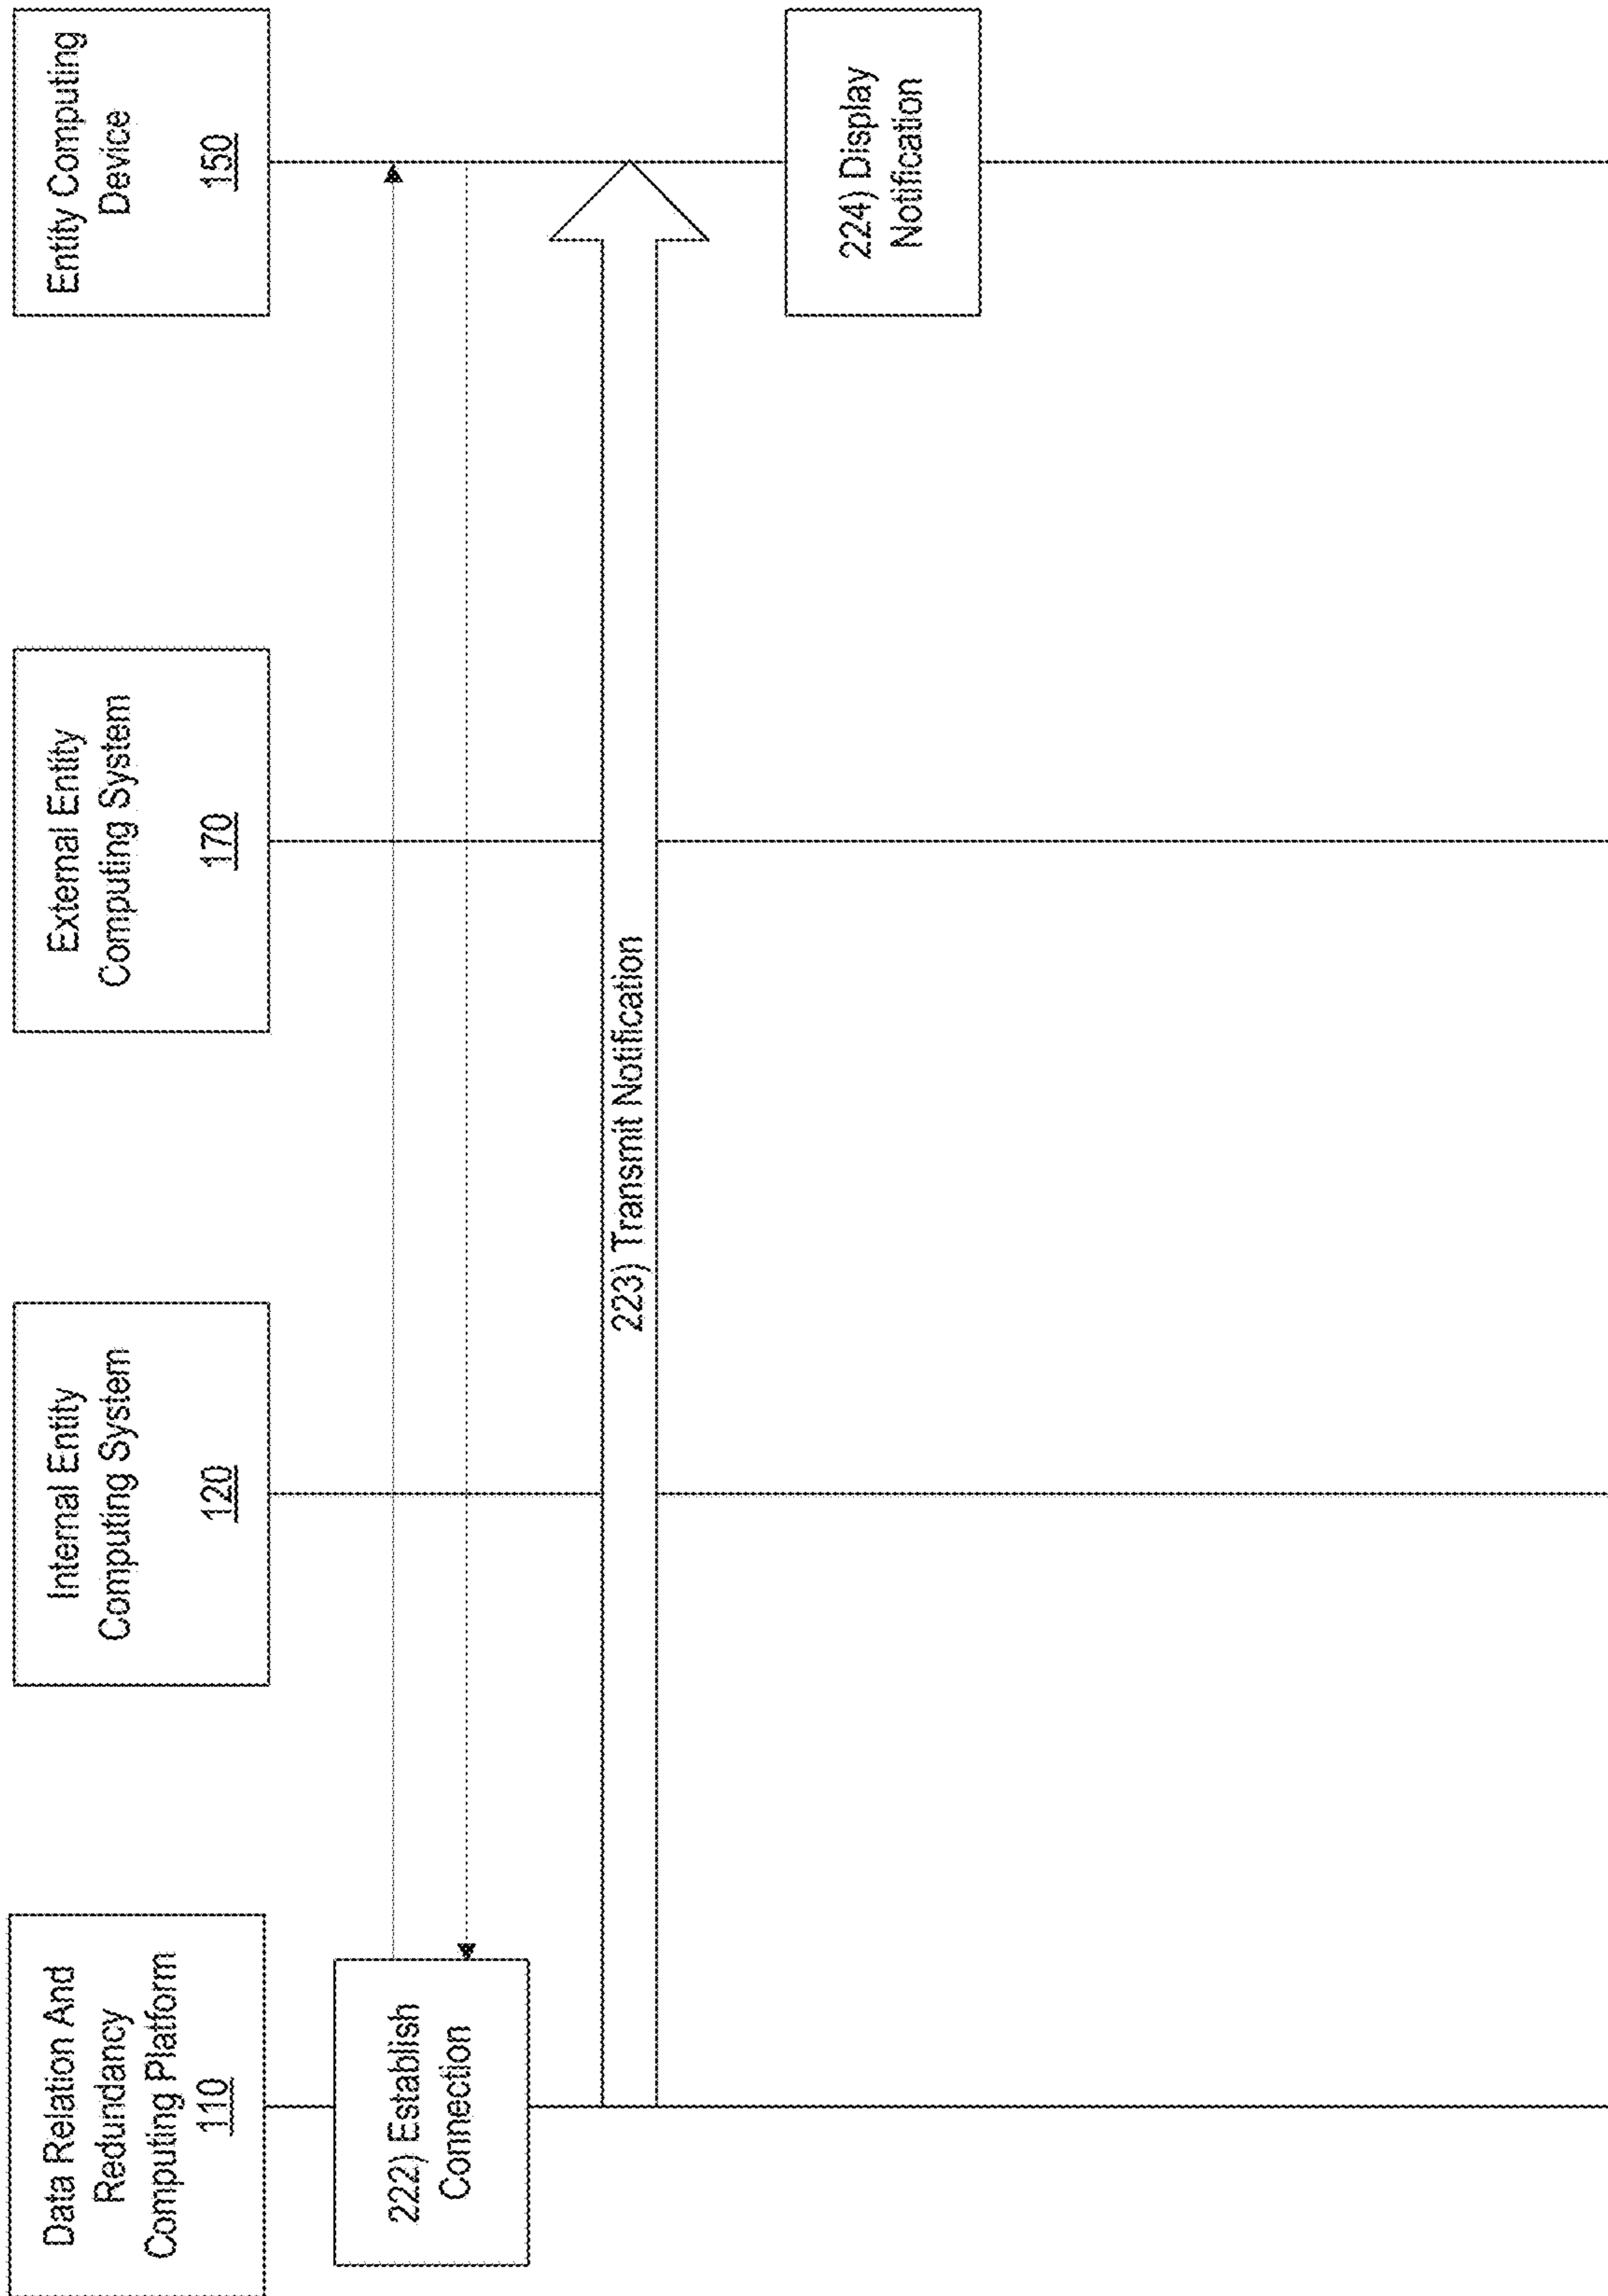 Data Relation And
Redundancy
Computing Platform
110
Internal Entity
Computing System
120
External Entity
Computing System
170
Entity Computing
Device
150
222) Establish
Connection
223) Transmit Notification
224) Display
Notification